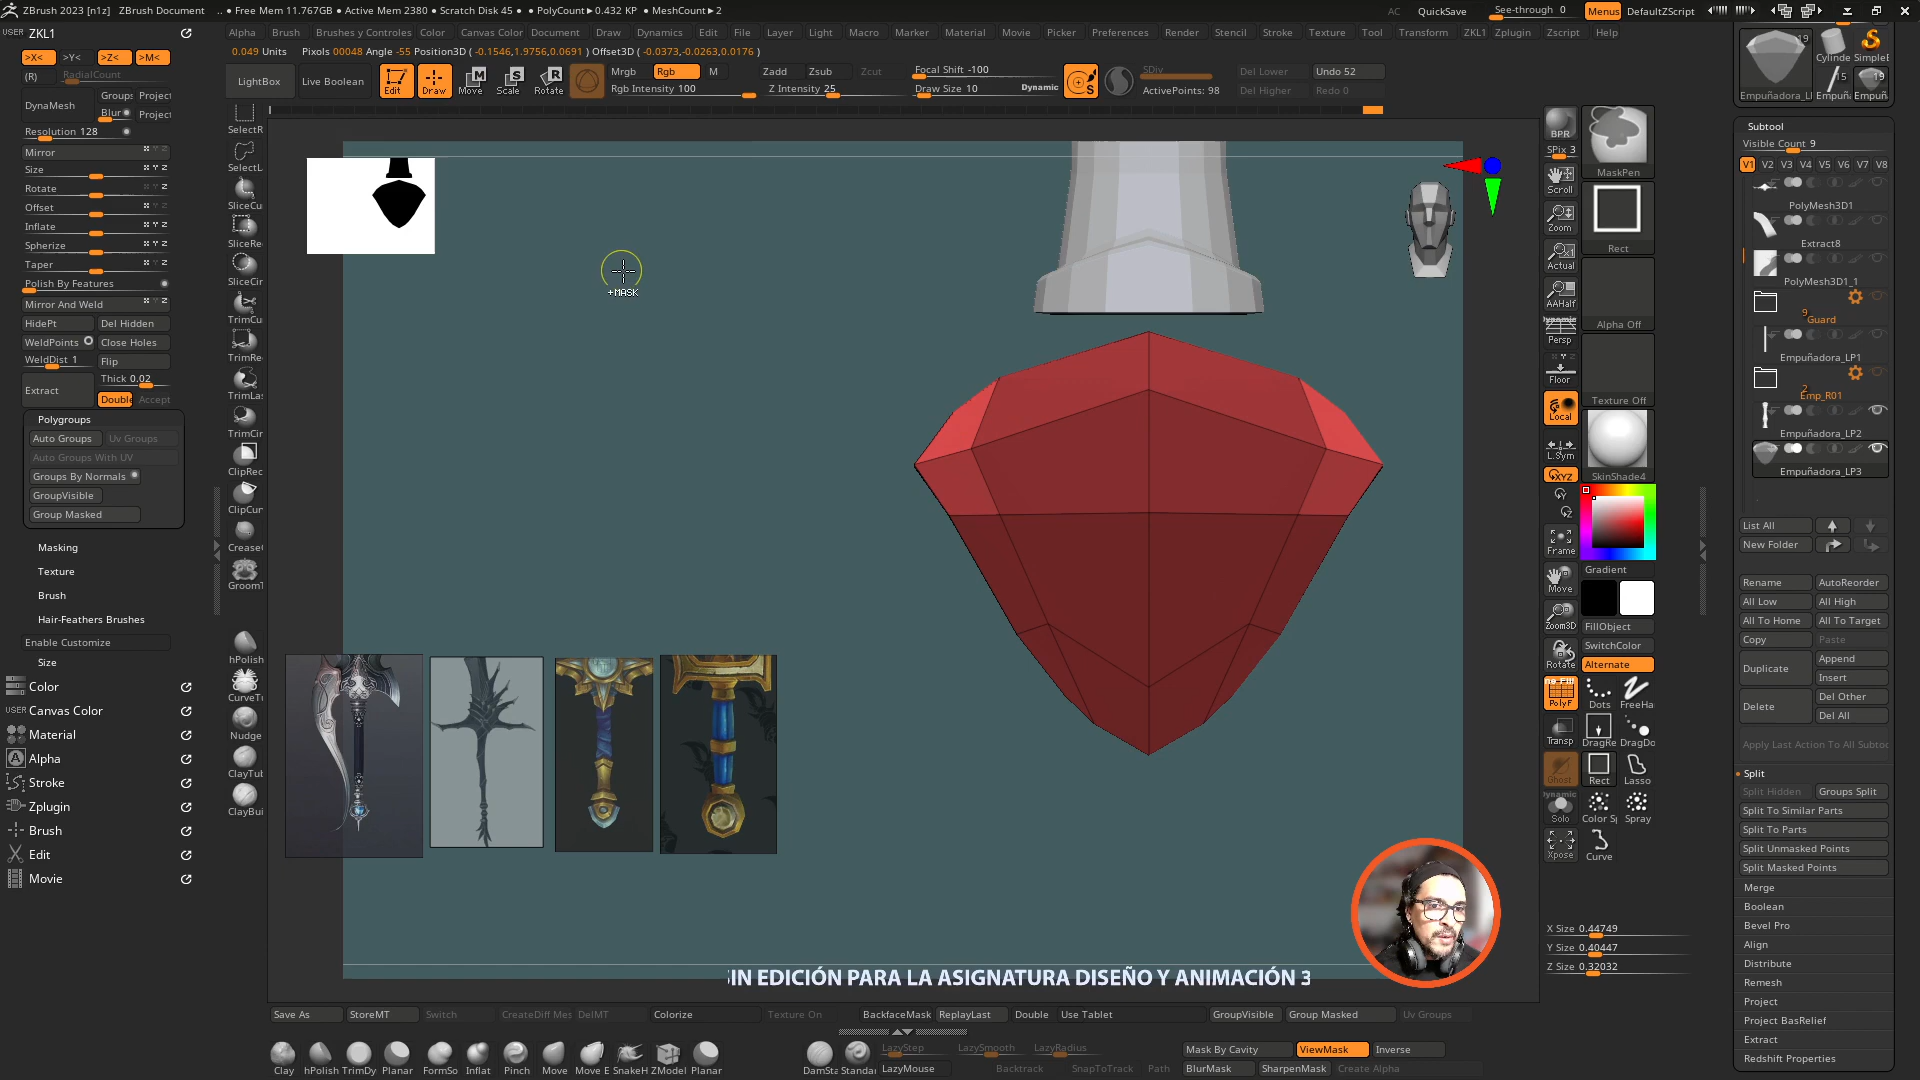 ZBrush 2023 [n1z] ZBrush Document .. • Free Mem 11.767GB • Active Mem 2380 • Scratch Disk 45 • • PolyCount▸ 0.432 KP • MeshCount▸ 2 AC QuickSave See-through 0 Menus DefaultZScript
USER ZKL1
Alpha Brush Brushes y Controles Color Canvas Color Document Draw Dynamics Edit File Layer Light Macro Marker Material Movie Picker Preferences Render Stencil Stroke Texture Tool Transform ZKL1 Zplugin Zscript Help
0.049 Units Pixols 00048 Angle -55 Position3D ( -0.1546,1.9756,0.0691 ) Offset3D ( -0.0373,-0.0263,0.0176 )
>X< >Y< >Z< >M<
(R) RadialCount
DynaMesh Groups Project
Blur Project
Resolution 128
Mirror
Size
Rotate
Offset
Inflate
Spherize
Taper
Polish By Features
Mirror And Weld
HidePt Del Hidden
WeldPoints Close Holes
WeldDist 1 Flip
Extract Thick 0.02
Double Accept
Polygroups
Auto Groups Uv Groups
Auto Groups With UV
Groups By Normals
GroupVisible
Group Masked
Masking
Texture
Brush
Hair-Feathers Brushes
Enable Customize
Size
Color
USER Canvas Color
Material
Alpha
Stroke
Zplugin
Brush
Edit
Movie
LightBox Live Boolean Edit Draw Move Scale Rotate
Mrgb Rgb M
Rgb Intensity 100
Zadd Zsub Zcut
Z Intensity 25
Focal Shift -100
Draw Size 10 Dynamic
SDiv
ActivePoints: 98
Del Lower Undo 52
Del Higher Redo 0
SelectR
SelectL
SliceCu
SliceRe
SliceCir
TrimCu
TrimRe
TrimLas
TrimCir
ClipRec
ClipCur
Crease
GroomT
hPolish
CurveTu
Nudge
ClayTub
ClayBui
+MASK
IN EDICIÓN PARA LA ASIGNATURA DISEÑO Y ANIMACIÓN 3
BPR
SPix 3
Scroll
Zoom
Actual
AAHalf
Dynamic
Persp
Floor
Local
L.Sym
XYZ
Frame
Move
Zoom3D
Rotate
Line Fill
PolyF
Transp
Ghost
Dynamic
Solo
Xpose
MaskPen
Rect
Alpha Off
Texture Off
SkinShade4
Gradient
FillObject
SwitchColor
Alternate
Dots FreeHa
DragRe DragDo
Rect Lasso
Color Sp Spray
Curve
X Size 0.44749
Y Size 0.40447
Z Size 0.32032
19 Cylinde SimpleB
15 19
Empuñadora_LI Empuña Empuñ
Subtool
Visible Count 9
V1 V2 V3 V4 V5 V6 V7 V8
PolyMesh3D1
Extract8
PolyMesh3D1_1
9
Guard
Empuñadora_LP1
2
Emp_R01
Empuñadora_LP2
Empuñadora_LP3
List All
New Folder
Rename AutoReorder
All Low All High
All To Home All To Target
Copy Paste
Duplicate Append
Insert
Delete Del Other
Del All
Apply Last Action To All Subtoo
Split
Split Hidden Groups Split
Split To Similar Parts
Split To Parts
Split Unmasked Points
Split Masked Points
Merge
Boolean
Bevel Pro
Align
Distribute
Remesh
Project
Project BasRelief
Extract
Redshift Properties
Save As StoreMT Switch CreateDiff Mes DelMT Colorize Texture On BackfaceMask ReplayLast Double Use Tablet GroupVisible Group Masked Uv Groups
Clay hPolish TrimDy Planar FormSo Inflat Pinch Move Move E SnakeH ZModel Planar DamSta Standar
LazyStep LazySmooth LazyRadius
LazyMouse Backtrack SnapToTrack Path
Mask By Cavity ViewMask Inverse
BlurMask SharpenMask Create Alpha